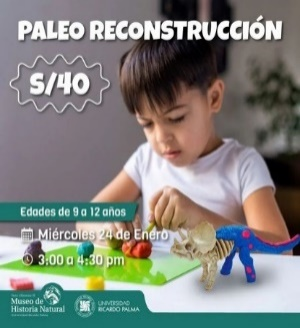 PALEO RECONSTRUCCIÓN
S/40
Edades de 9 a 12 años
Miércoles 24 de Enero
3:00 a 4:30 pm
Museo de
Historia Natural
UNIVERSIDAD
RICARDO PALMA